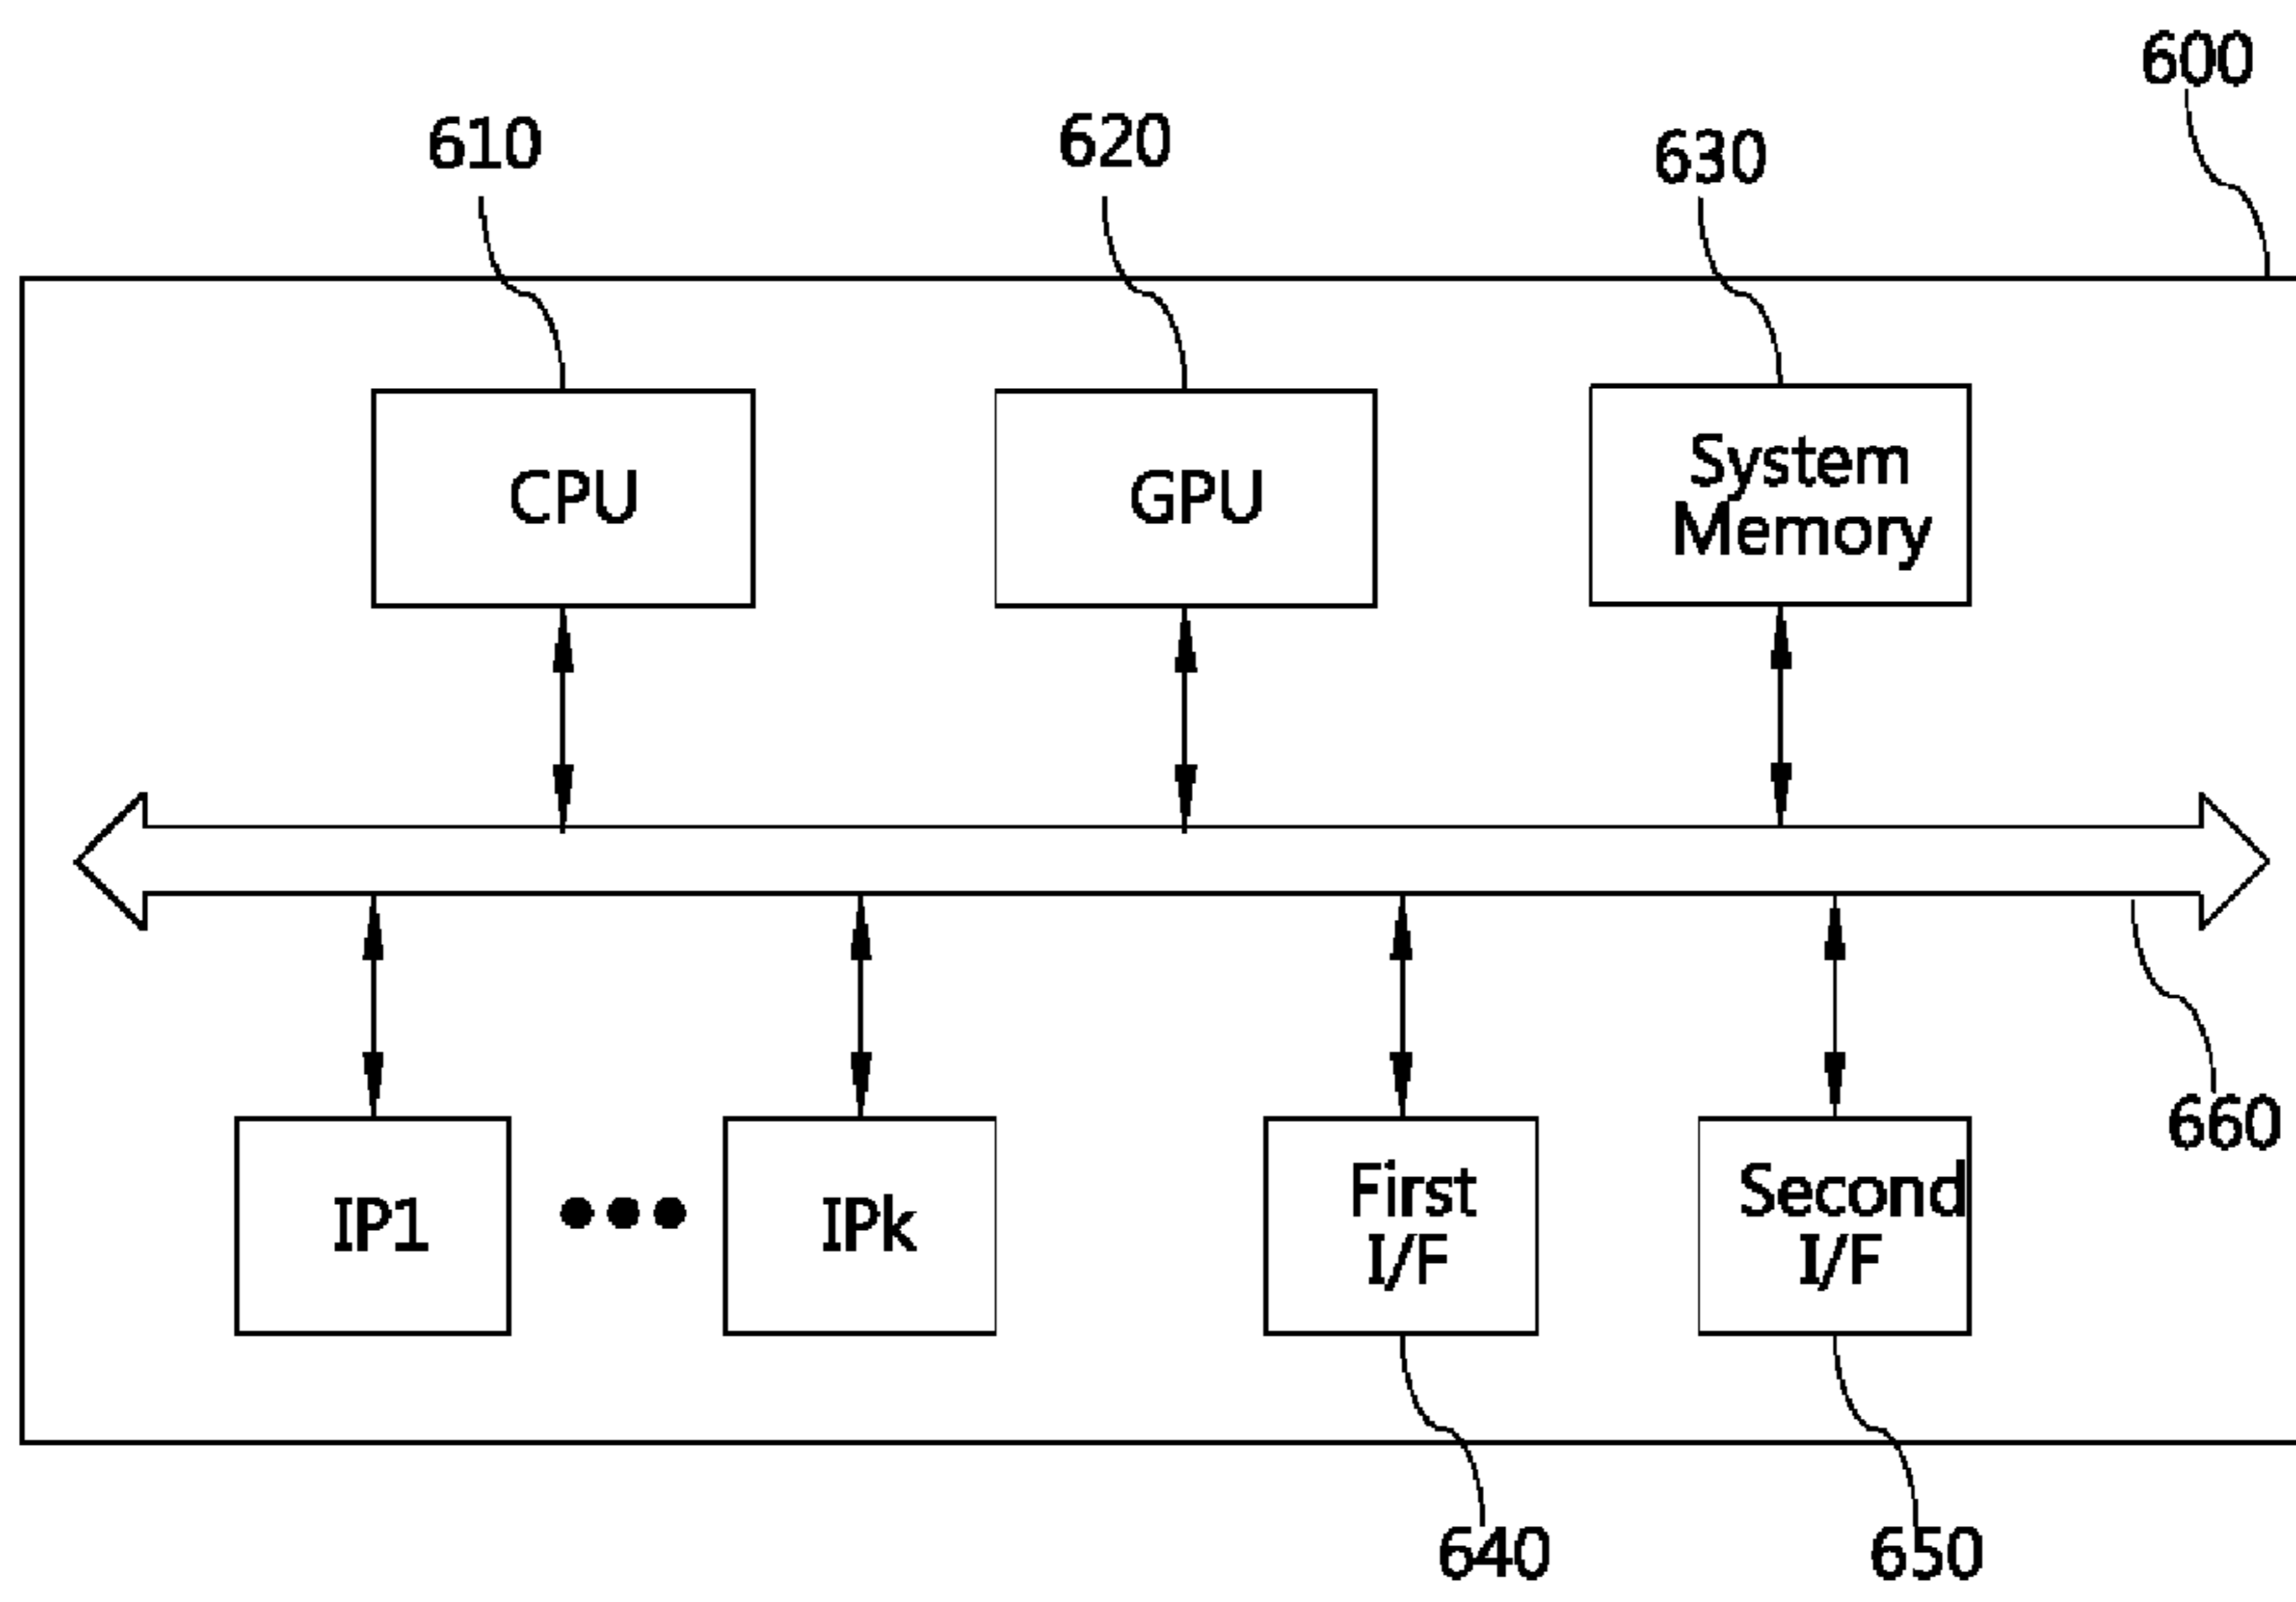 600
610
620
630
CPU
GPU
System
Memory
660
IP1
IPk
First
I/F
Second
I/F
640
650